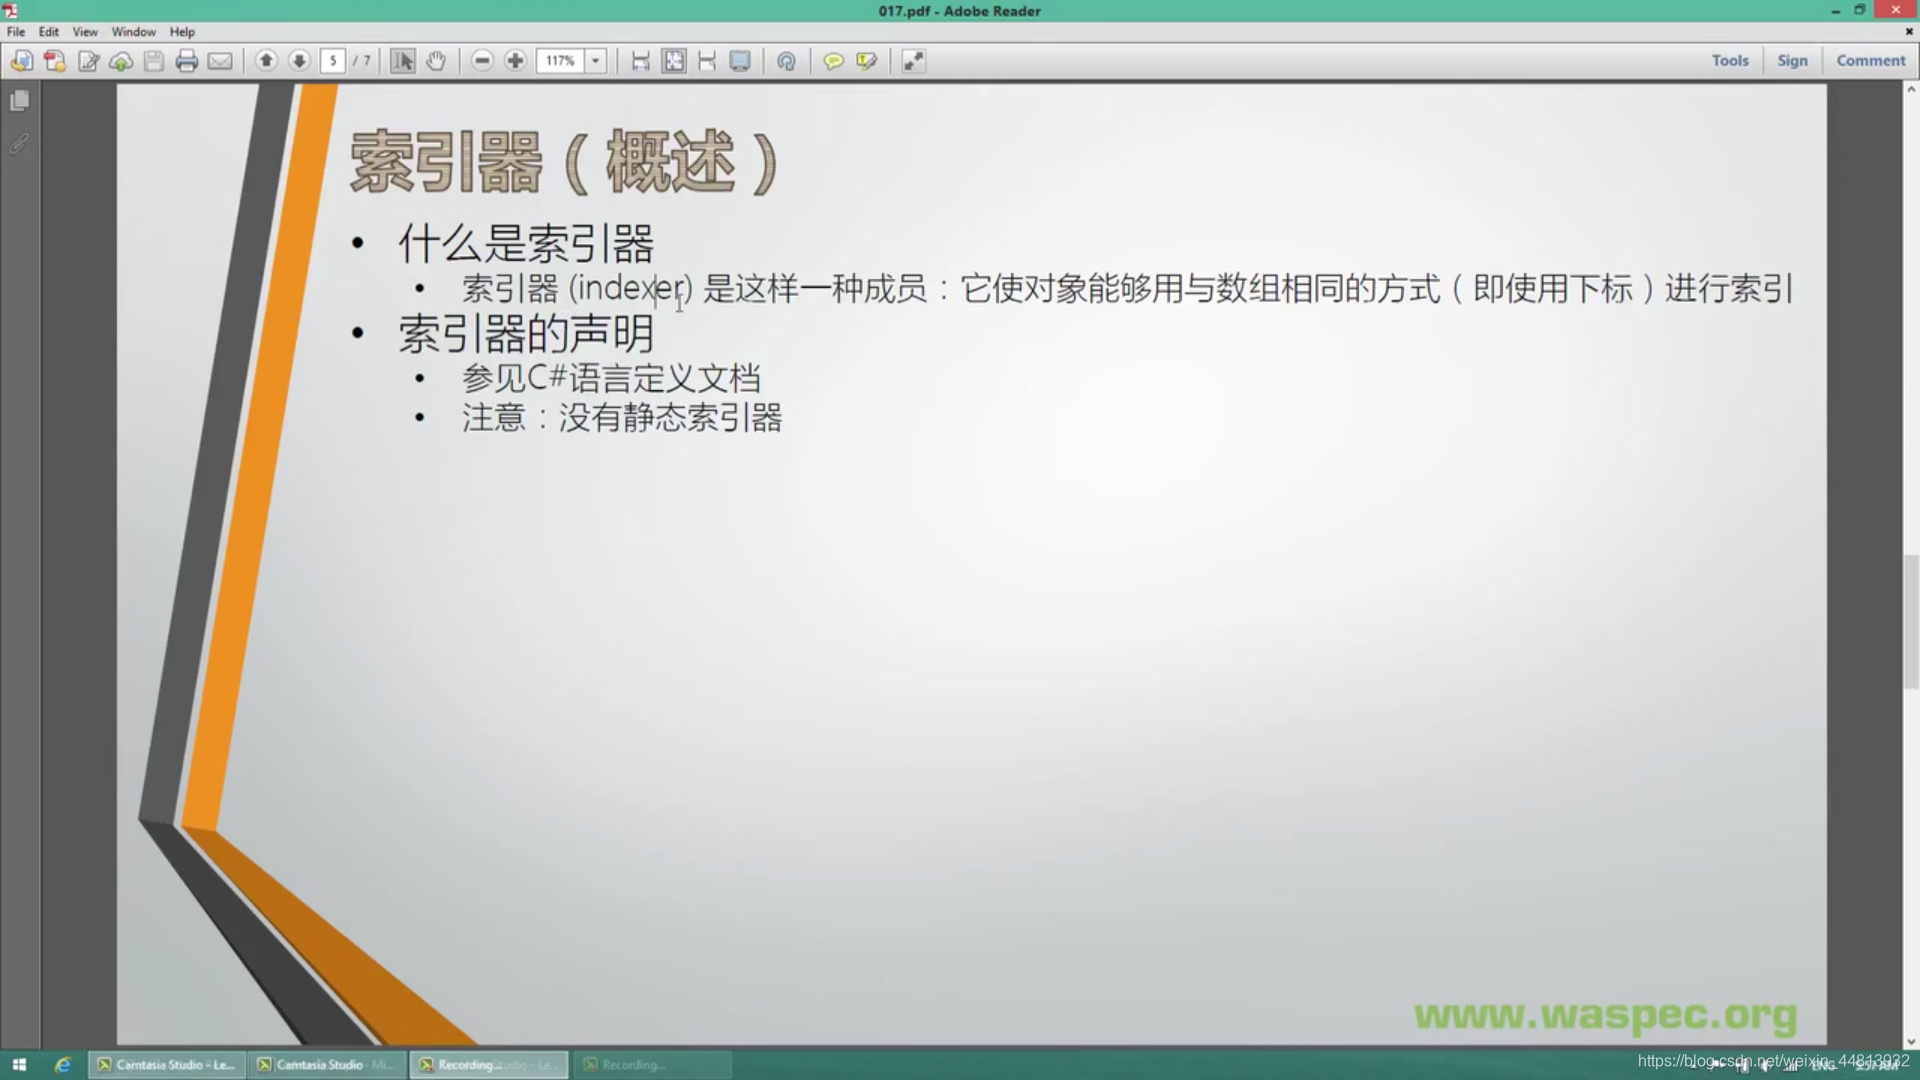 017.pdf - Adobe Reader
File Edit View Window Help
5 / 7 117% Tools Sign Comment
索引器（概述）
• 什么是索引器
• 索引器 (indexer) 是这样一种成员：它使对象能够用与数组相同的方式（即使用下标）进行索引
• 索引器的声明
• 参见C#语言定义文档
• 注意：没有静态索引器
www.waspec.org
Camtasia Studio - Le... Camtasia Studio - Mi... Recording... Recording...
https://blog.csdn.net/weixin_44813932